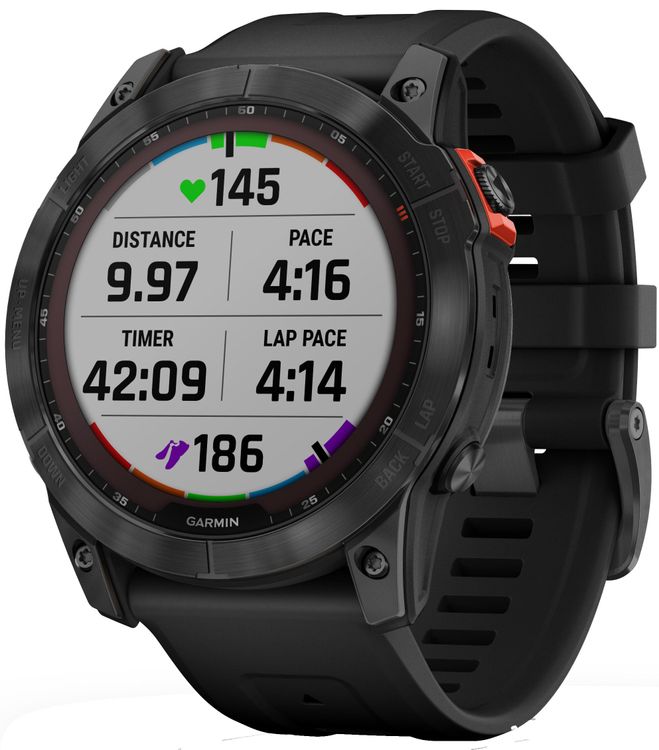 60
55
05
LIGHT
START
STOP
50
145
DISTANCE
PACE
9.97
4:16
UP·MENU
45
15
TIMER
LAP PACE
42:09
4:14
40
20
LAP
BACK
186
DOWN
35
25
GARMIN